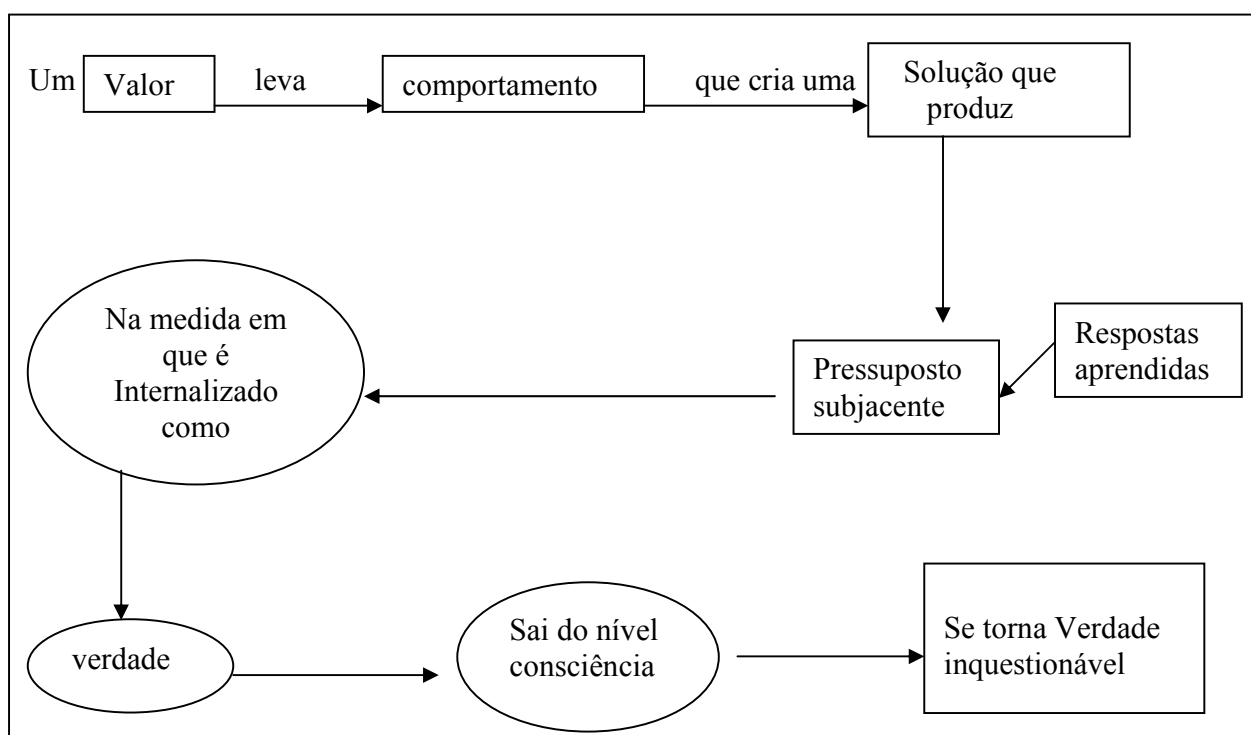 Um Valor leva comportamento que cria uma Solução que
produz
Na medida em
que é
Internalizado
como
Pressuposto
subjacente
Respostas
aprendidas
verdade
Sai do nível
consciência
Se torna Verdade
inquestionável